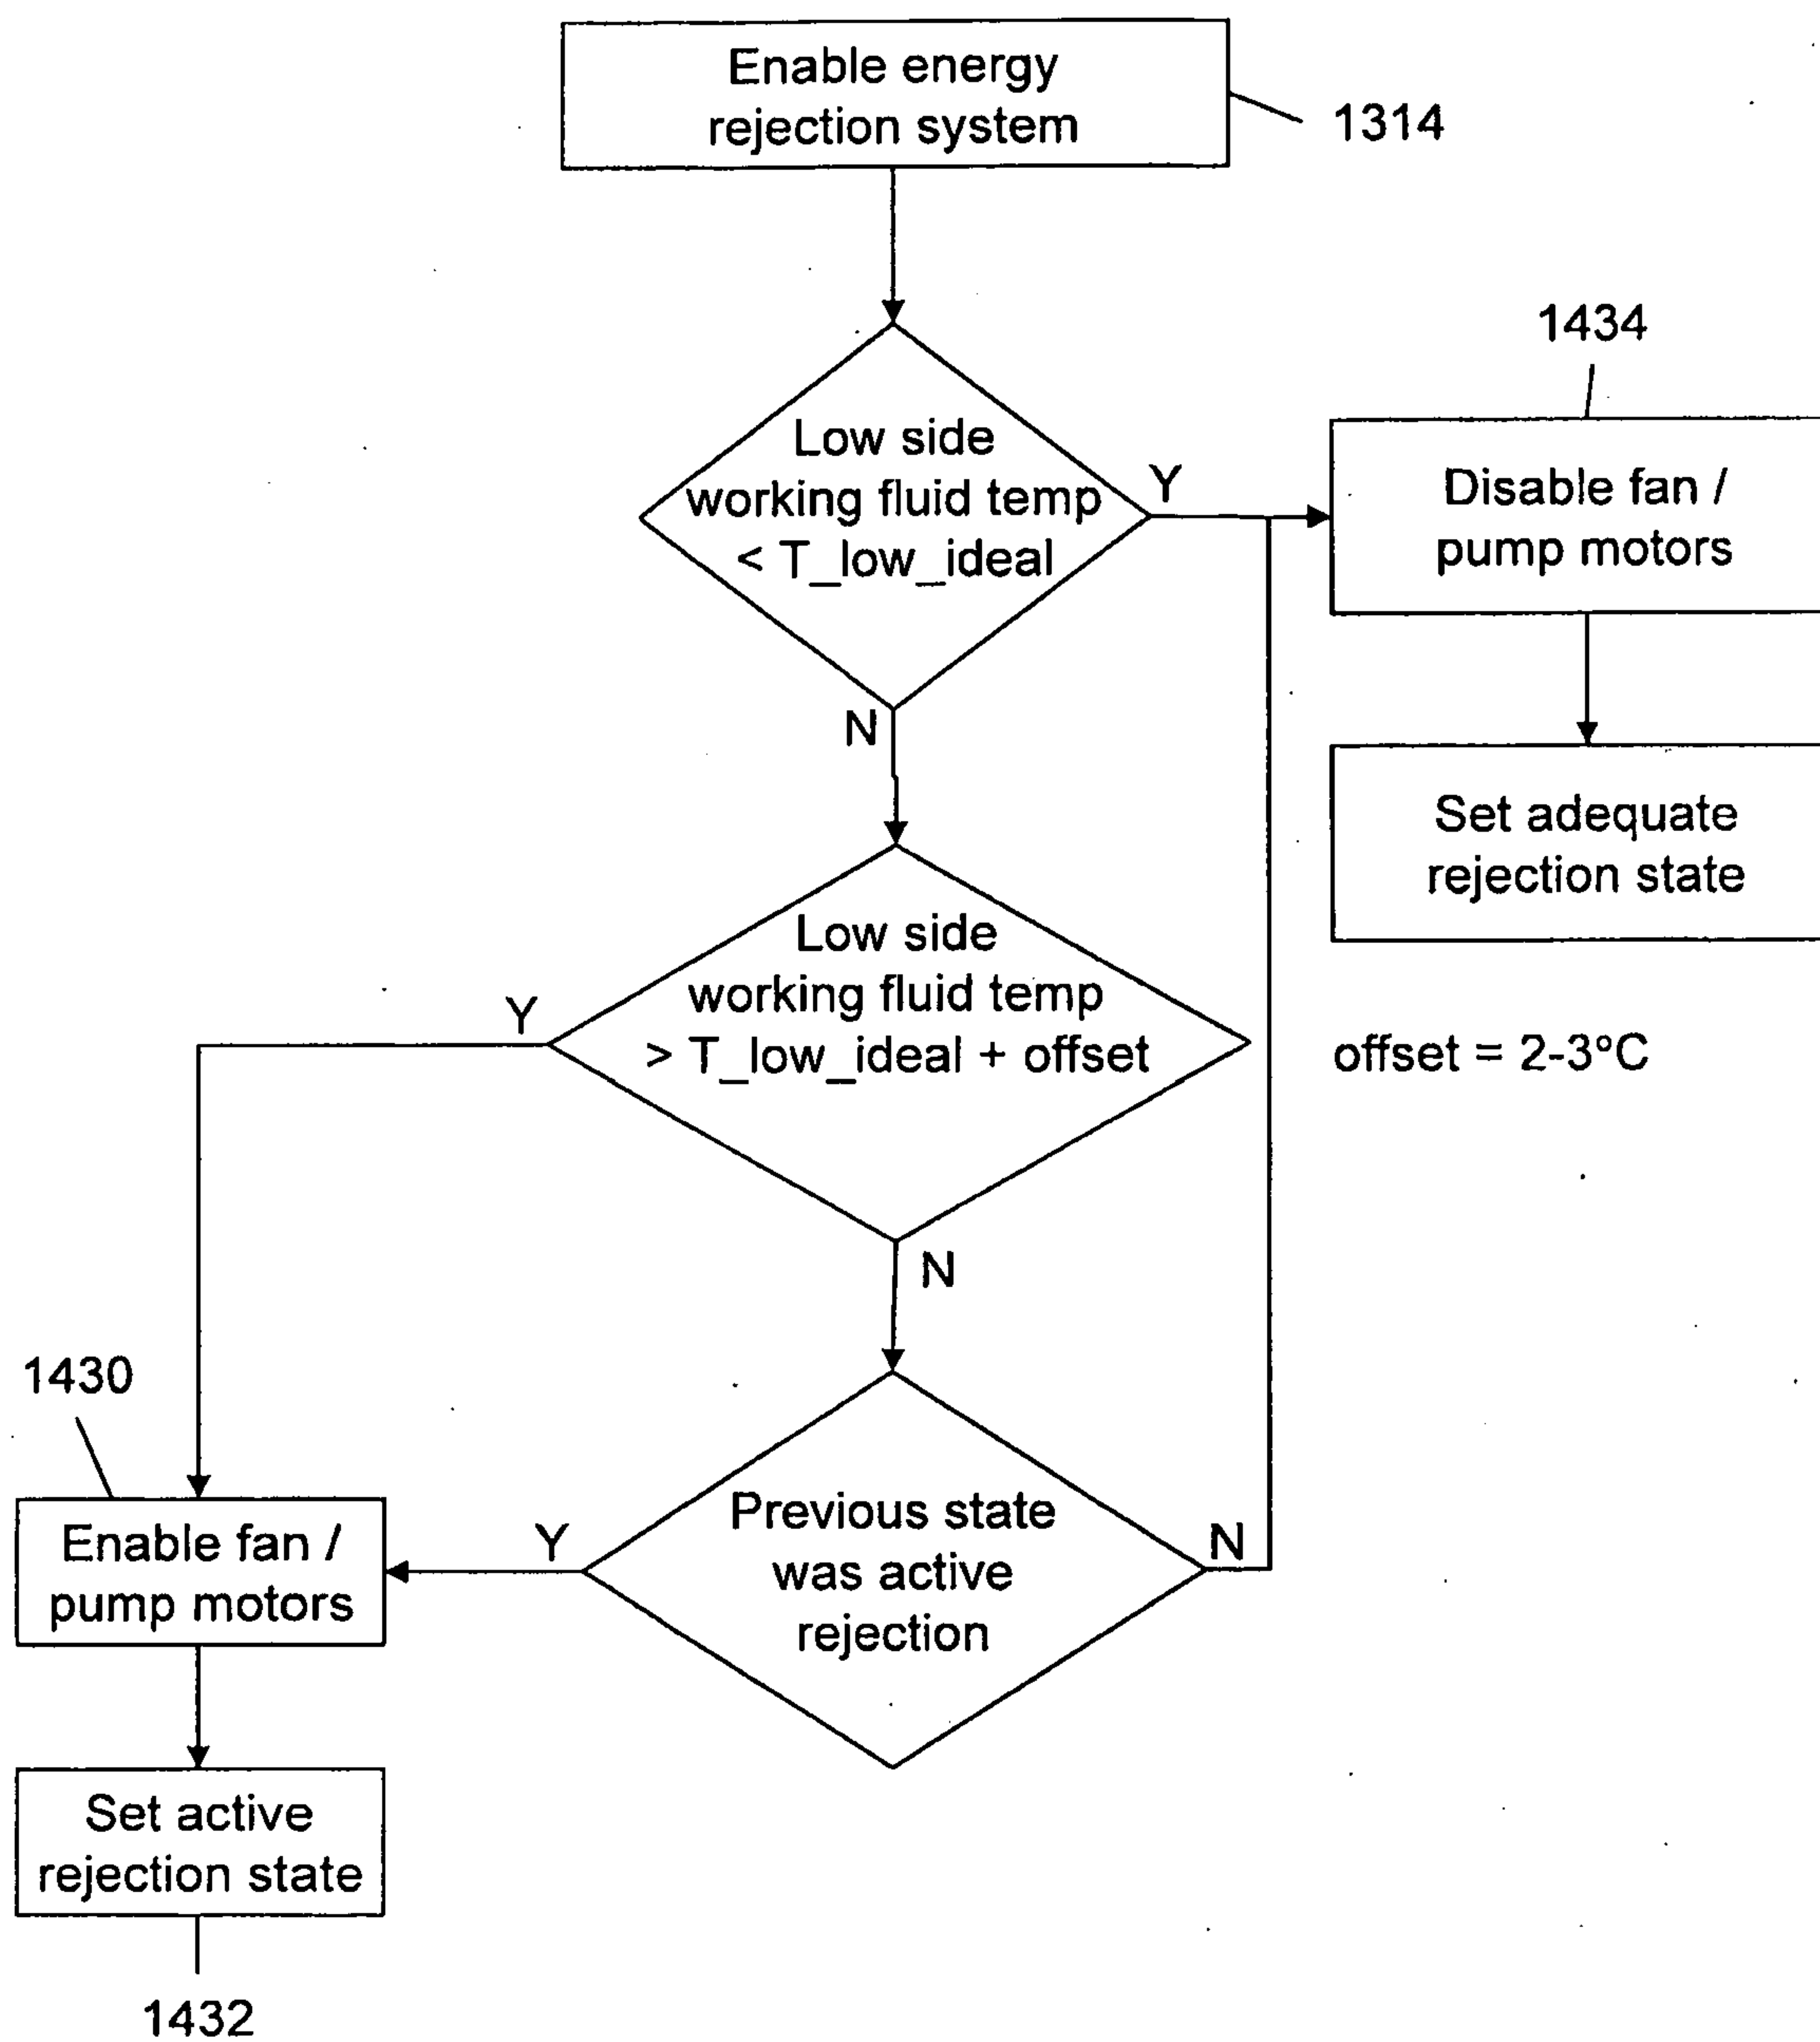 Enable energy
rejection system
1314
1434
Low side
working fluid temp
< T_low_ideal
Y
N
Disable fan /
pump motors
Set adequate
rejection state
Low side
working fluid temp
> T_low_ideal + offset
Y
N
offset = 2-3°C
1430
Enable fan /
pump motors
Y
Previous state
was active
rejection
N
Set active
rejection state
1432